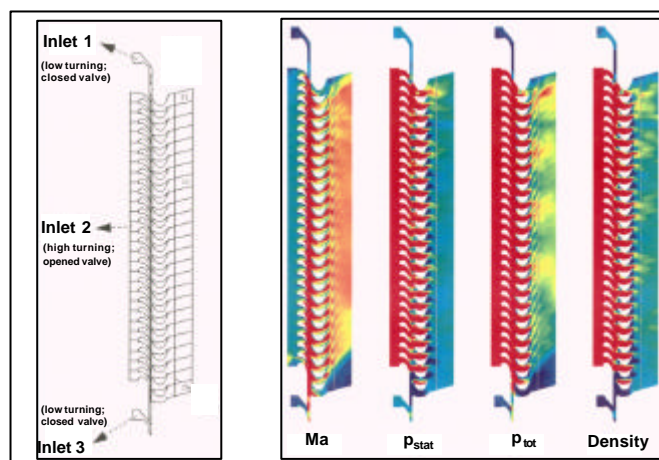 Inlet 1
(low turning;
closed valve)
Inlet 2
(high turning;
opened valve)
(low turning;
closed valve)
Inlet 3
Ma
pstat
ptot
Density